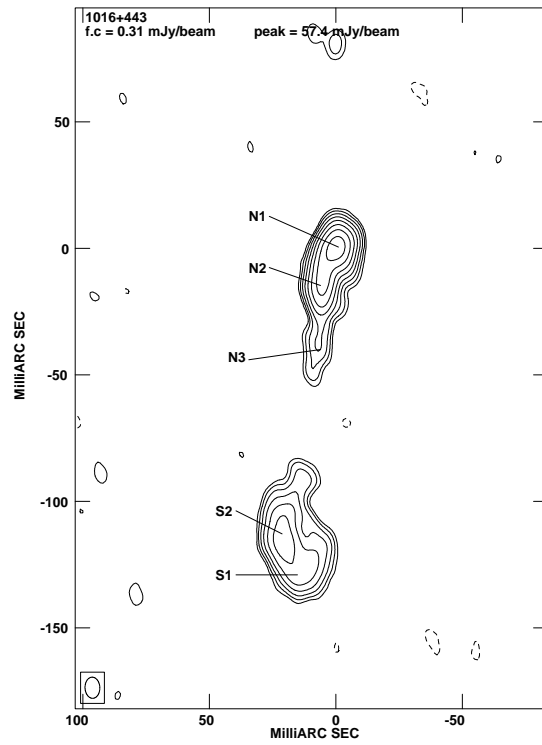 1016+443
f.c = 0.31 mJy/beam peak = 57.4 mJy/beam
50
N1
0
N2
N3
-50
MilliARC SEC
-100
S2
S1
-150
100 50 0 -50
MilliARC SEC